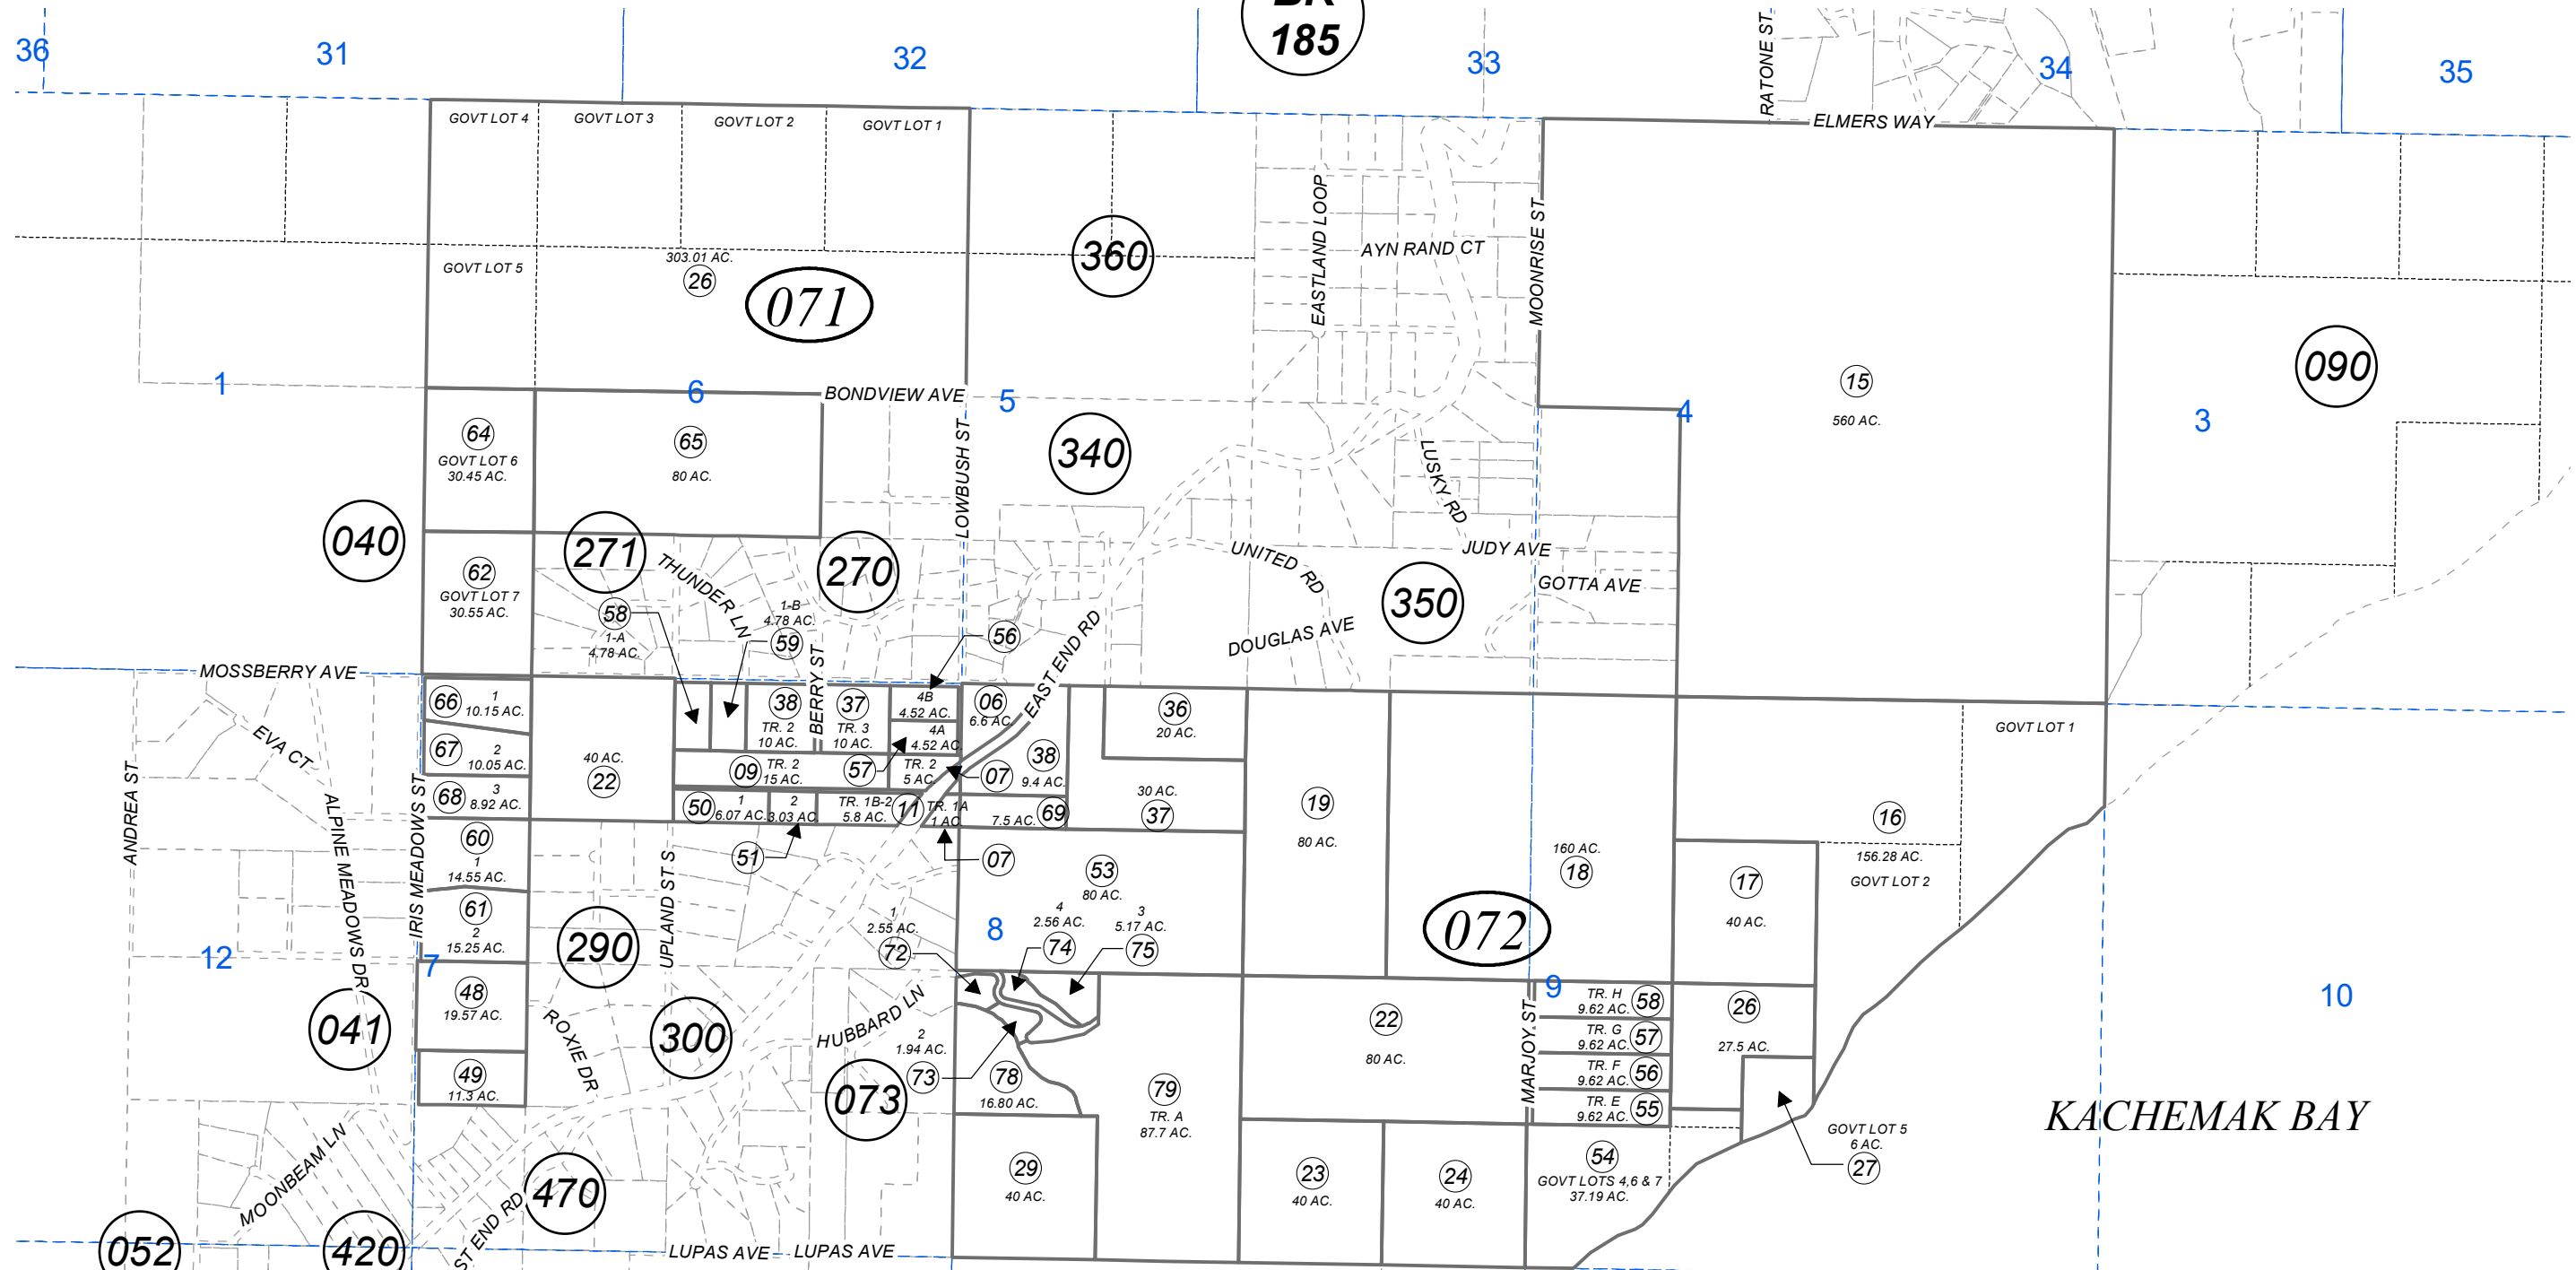 BK
185
36
31
32
33
34
35
RATONE ST
ELMERS WAY
GOVT LOT 4
GOVT LOT 3
GOVT LOT 2
GOVT LOT 1
GOVT LOT 5
303.01 AC.
26
071
360
EASTLAND LOOP
AYN RAND CT
MOONRISE ST
090
15
560 AC.
1
6
BONDVIEW AVE
5
4
3
64
GOVT LOT 6
30.45 AC.
65
80 AC.
LOWBUSH ST
340
LUSKY RD
040
271
270
THUNDER LN
UNITED RD
JUDY AVE
GOTTA AVE
350
62
GOVT LOT 7
30.55 AC.
58
1-A
4.78 AC.
1-B
4.78 AC.
59
56
BERRY ST
EAST END RD
DOUGLAS AVE
MOSSBERRY AVE
66
1
10.15 AC.
67
2
10.05 AC.
68
3
8.92 AC.
40 AC.
22
38
TR. 2
10 AC.
37
TR. 3
10 AC.
4B
4.52 AC.
4A
4.52 AC.
06
6.6 AC.
36
20 AC.
GOVT LOT 1
09
TR. 2
15 AC.
57
TR. 2
5 AC.
07
38
9.4 AC.
50
1
6.07 AC.
2
3.03 AC.
TR. 1B-2
5.8 AC.
11
TR. 1A
1 AC.
7.5 AC.
69
30 AC.
37
19
80 AC.
EVA CT
ANDREA ST
ALPINE MEADOWS DR
IRIS MEADOWS ST
60
1
14.55 AC.
51
07
UPLAND ST S
53
80 AC.
160 AC.
18
16
156.28 AC.
GOVT LOT 2
17
40 AC.
61
2
15.25 AC.
290
1
2.55 AC.
72
8
4
2.56 AC.
74
3
5.17 AC.
75
072
12
7
9
10
48
19.57 AC.
041
ROXIE DR
300
HUBBARD LN
2
1.94 AC.
73
MARJOY ST
TR. H
9.62 AC.
58
TR. G
9.62 AC.
57
TR. F
9.62 AC.
56
TR. E
9.62 AC.
55
26
27.5 AC.
22
80 AC.
49
11.3 AC.
073
78
16.80 AC.
79
TR. A
87.7 AC.
KACHEMAK BAY
GOVT LOT 5
6 AC.
27
MOONBEAM LN
470
29
40 AC.
23
40 AC.
24
40 AC.
54
GOVT LOTS 4,6 & 7
37.19 AC.
052
420
ST END RD
LUPAS AVE
LUPAS AVE